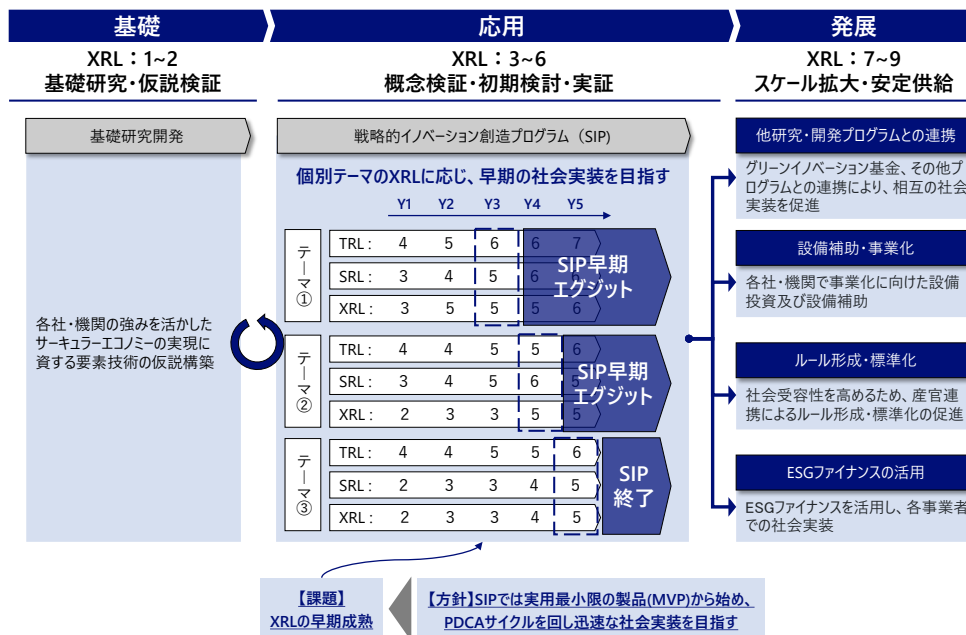 基礎
応用
発展
XRL：1~2
基礎研究・仮説検証
XRL：3~6
概念検証・初期検討・実証
XRL：7~9
スケール拡大・安定供給
基礎研究開発
各社・機関の強みを活かした
サーキュラーエコノミーの実現に
資する要素技術の仮説構築
戦略的イノベーション創造プログラム（SIP)
個別テーマのXRLに応じ、早期の社会実装を目指す
Y1 Y2 Y3 Y4 Y5
テーマ①
TRL： 4 5 6 6 7
SRL： 3 4 5 6
XRL： 3 5 5 5 6
SIP早期
エグジット
テーマ②
TRL： 4 4 5 5 6
SRL： 3 4 5 6 5
XRL： 2 3 3 5 5
SIP早期
エグジット
テーマ③
TRL： 4 4 5 5 6
SRL： 2 3 3 4 5
XRL： 2 3 3 4 5
SIP
終了
他研究・開発プログラムとの連携
グリーンイノベーション基金、その他プ
ログラムとの連携により、相互の社会
実装を促進
設備補助・事業化
各社・機関で事業化に向けた設備
投資及び設備補助
ルール形成・標準化
社会受容性を高めるため、産官連
携によるルール形成・標準化の促進
ESGファイナンスの活用
ESGファイナンスを活用し、各事業者
での社会実装
【課題】
XRLの早期成熟
【方針】SIPでは実用最小限の製品(MVP)から始め、
PDCAサイクルを回し迅速な社会実装を目指す